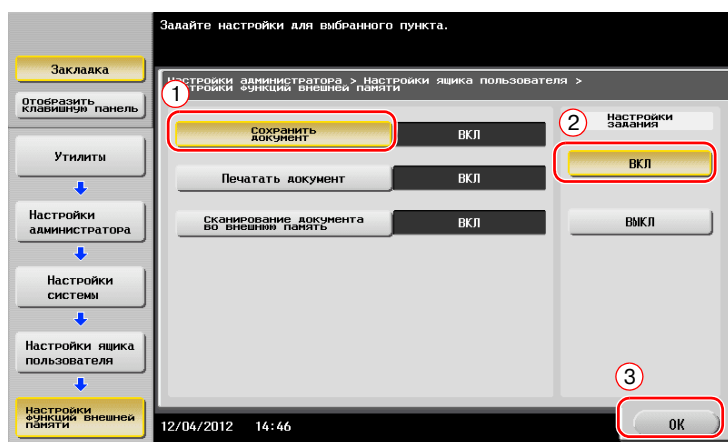 Задайте настройки для выбранного пункта.
Закладка
Отобразить
клавишную панель
Утилиты
Настройки
администратора
Настройки
системы
Настройки ящика
пользователя
Настройки
функций внешней
памяти
Настройки администратора > Настройки ящика пользователя >
Настройки функций внешней памяти
1
Сохранить
документ
ВКЛ
Печатать документ
ВКЛ
Сканирование документа
во внешнюю память
ВКЛ
2
Настройки
задания
ВКЛ
ВЫКЛ
3
OK
12/04/2012 14:46